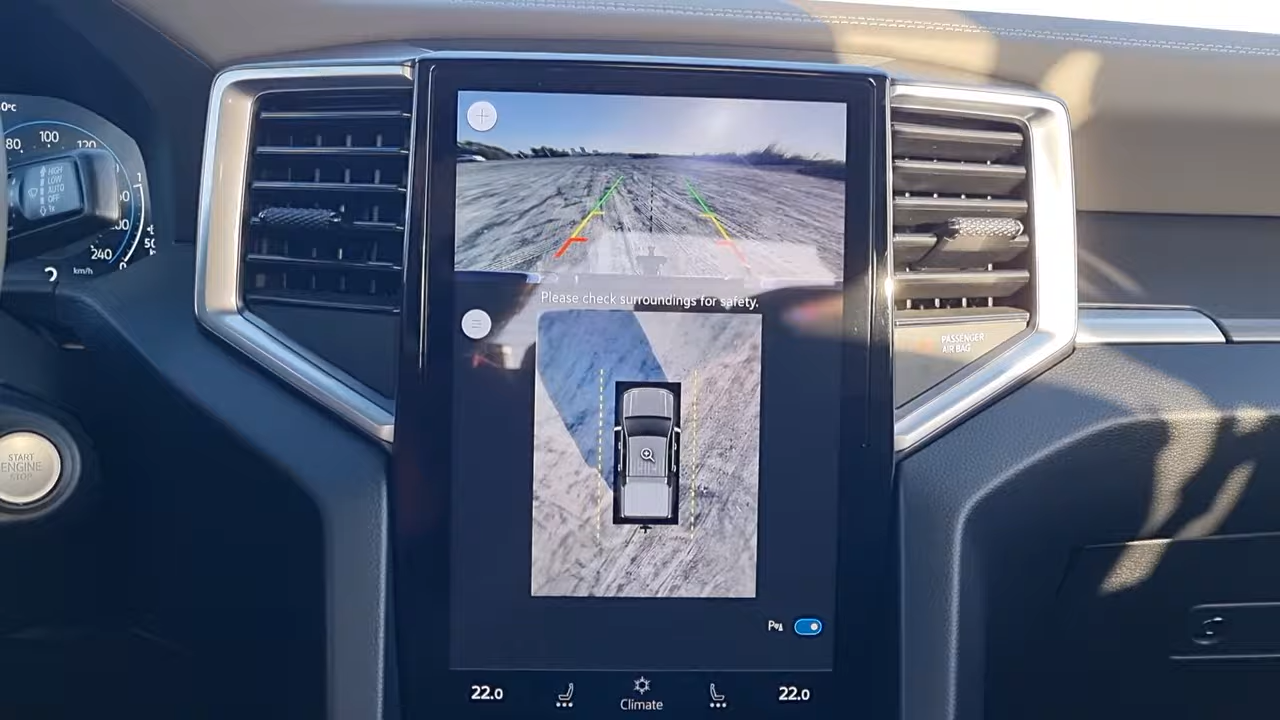 0°C
80
100
120
HIGH
LOW
AUTO
OFF
1x
240
km/h
START
ENGINE
STOP
Please check surroundings for safety.
PASSENGER
AIR BAG
22.0
Climate
22.0